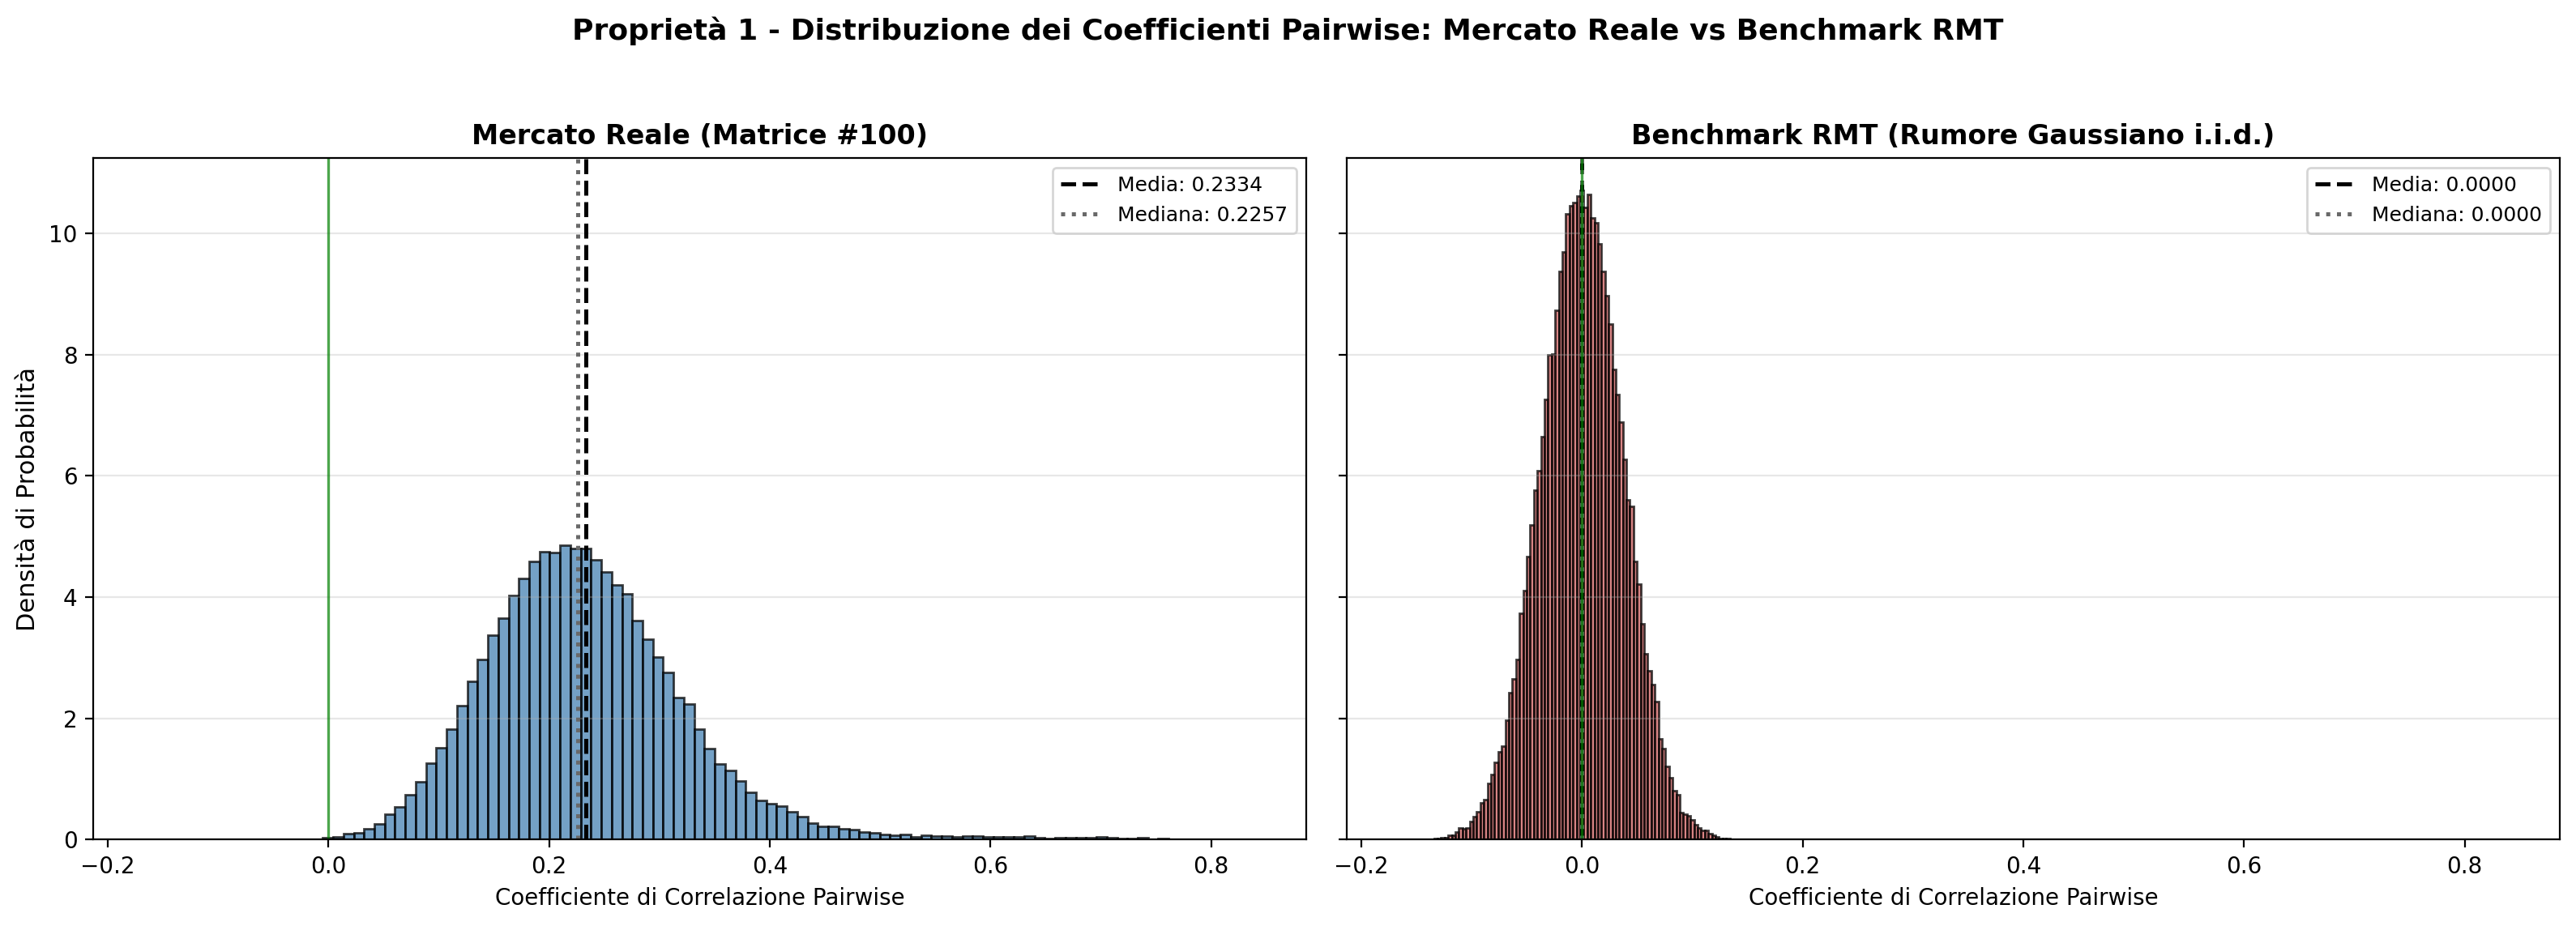 Proprietà 1 - Distribuzione dei Coefficienti Pairwise: Mercato Reale vs Benchmark RMT
Mercato Reale (Matrice #100)
Media: 0.2334
Mediana: 0.2257
Densità di Probabilità
10
8
6
4
2
0
−0.2
0.0
0.2
0.4
0.6
0.8
Coefficiente di Correlazione Pairwise
Benchmark RMT (Rumore Gaussiano i.i.d.)
Media: 0.0000
Mediana: 0.0000
−0.2
0.0
0.2
0.4
0.6
0.8
Coefficiente di Correlazione Pairwise